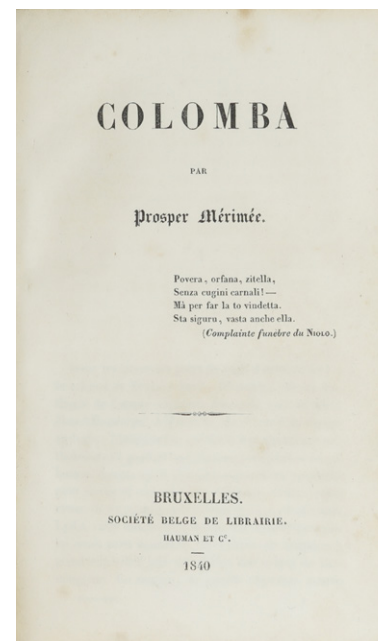 COLOMBA
PAR
Prosper Mérimée.
Povera, orfana, zitella,
Senza cugini carnali! —
Mà per far la to vindetta.
Sta siguru, vasta anche ella.
(Complainte funèbre du NIOLO.)
BRUXELLES.
SOCIÉTÉ BELGE DE LIBRAIRIE.
HAUMAN ET Cᵉ.
1840